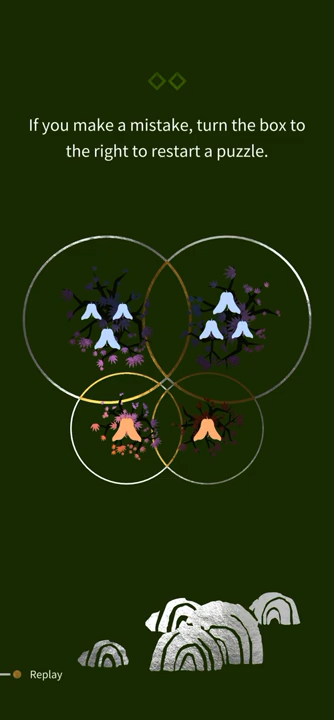 If you make a mistake, turn the box to
the right to restart a puzzle.
Replay